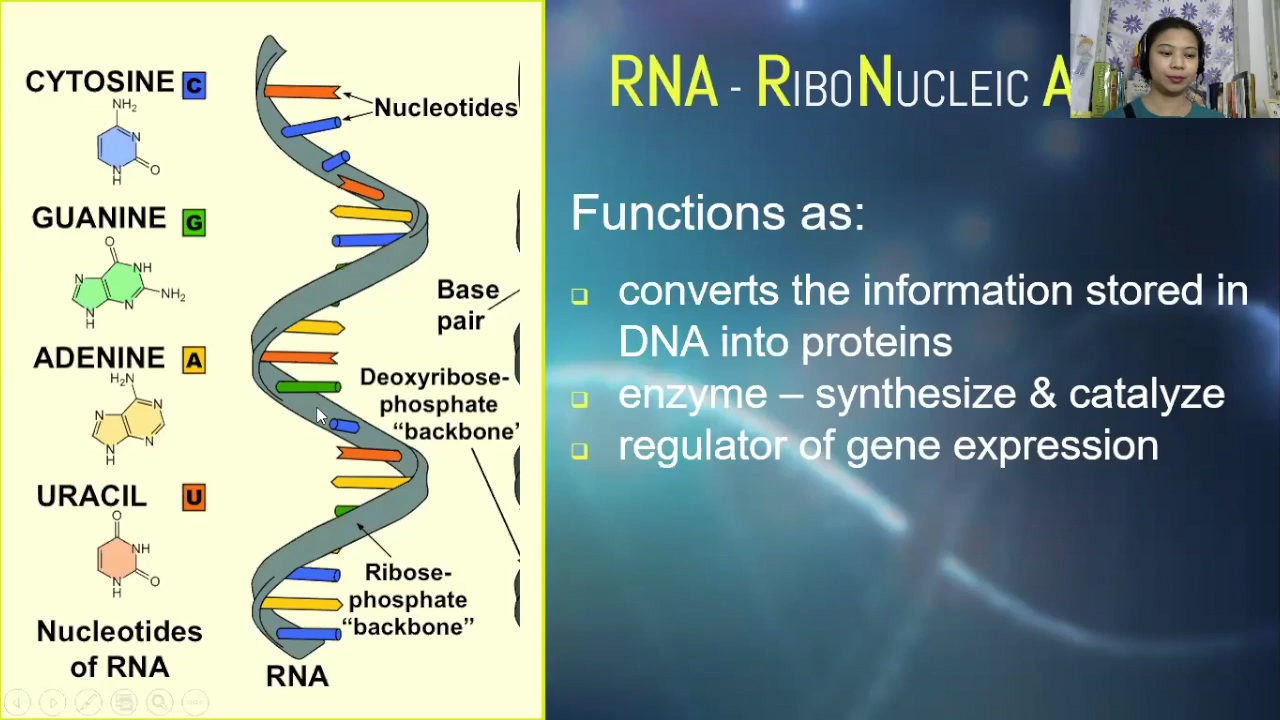 CYTOSINE C
NH₂
N
N
H
O
GUANINE G
O
NH
N
N
H
N
NH₂
ADENINE A
H₂N
N
N
N
N
H
URACIL U
O
NH
N
H
O
Nucleotides
of RNA
Nucleotides
Base
pair
Deoxyribose-
phosphate
“backbone”
Ribose-
phosphate
“backbone”
RNA
RNA - RIBONUCLEIC A
Functions as:
converts the information stored in
DNA into proteins
enzyme – synthesize & catalyze
regulator of gene expression